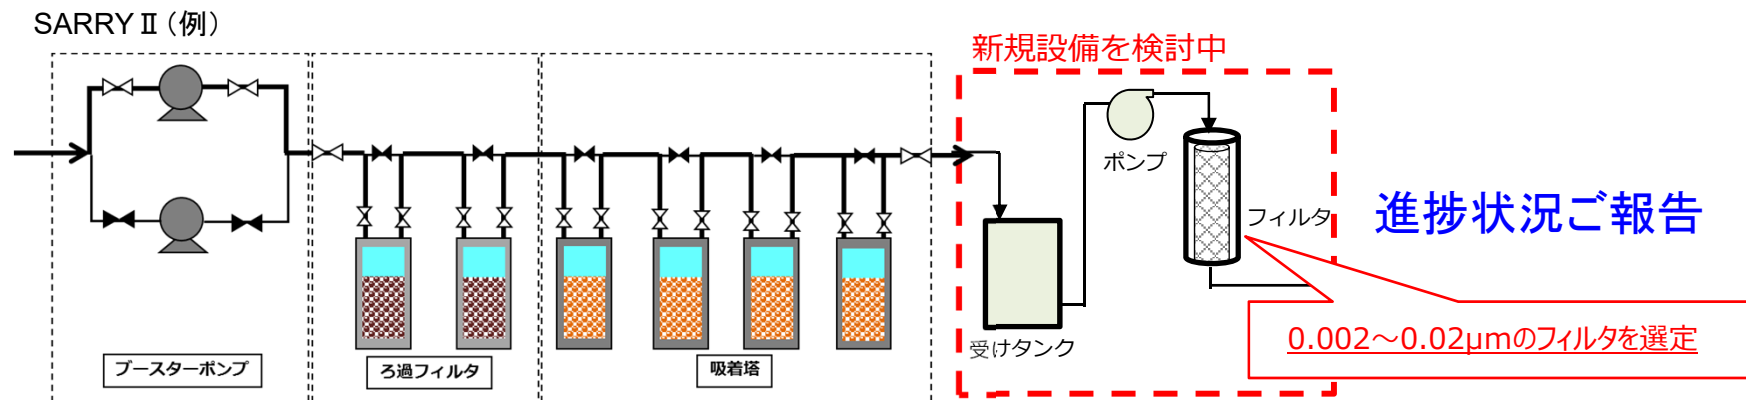 SARRYⅡ（例）
新規設備を検討中
ポンプ
フィルタ
進捗状況ご報告
0.002～0.02μmのフィルタを選定
受けタンク
ブースターポンプ
ろ過フィルタ
吸着塔